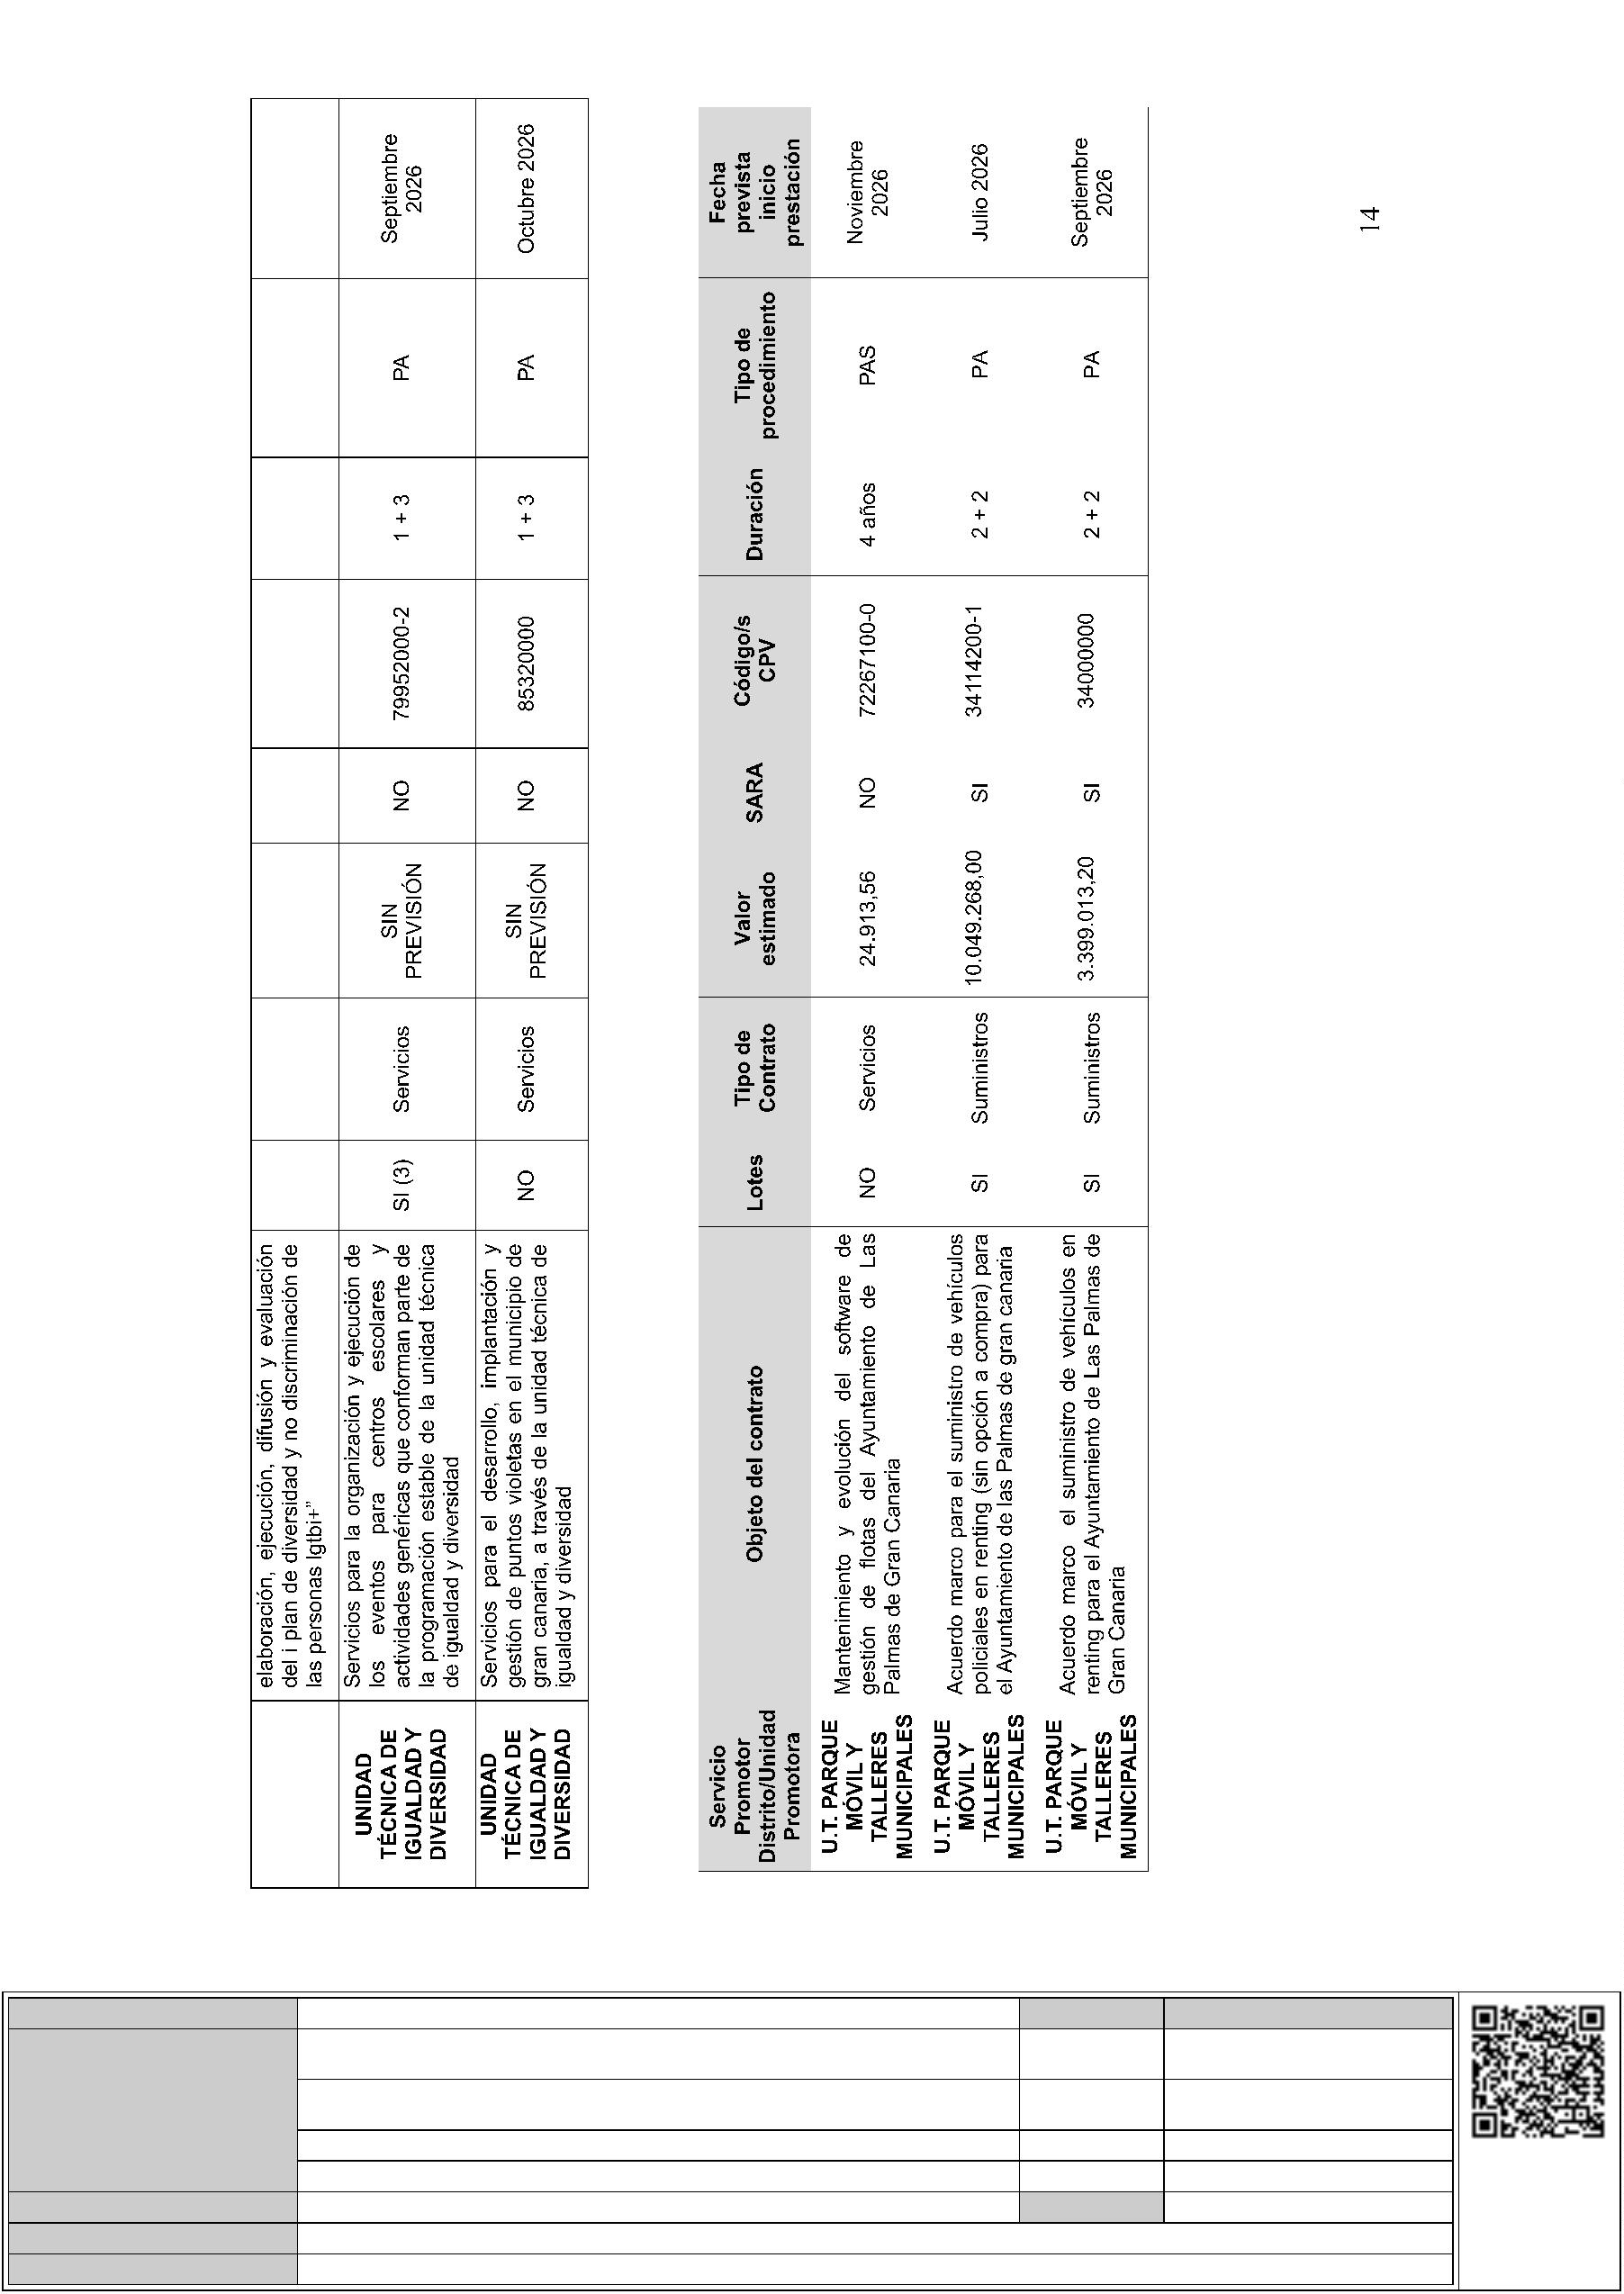 elaboración, ejecución, difusión y evaluación
del i plan de diversidad y no discriminación de
las personas lgtbi+”
UNIDAD
TÉCNICA DE
IGUALDAD Y
DIVERSIDAD
Servicios para la organización y ejecución de
los eventos para centros escolares y
actividades genéricas que conforman parte de
la programación estable de la unidad técnica
de igualdad y diversidad
SI (3)
Servicios
SIN
PREVISIÓN
NO
79952000-2
1 + 3
PA
Septiembre
2026
UNIDAD
TÉCNICA DE
IGUALDAD Y
DIVERSIDAD
Servicios para el desarrollo, implantación y
gestión de puntos violetas en el municipio de
gran canaria, a través de la unidad técnica de
igualdad y diversidad
NO
Servicios
SIN
PREVISIÓN
NO
85320000
1 + 3
PA
Octubre 2026
Servicio
Promotor
Distrito/Unidad
Promotora
Objeto del contrato
Lotes
Tipo de
Contrato
Valor
estimado
SARA
Código/s
CPV
Duración
Tipo de
procedimiento
Fecha
prevista
inicio
prestación
U.T. PARQUE
MÓVIL Y
TALLERES
MUNICIPALES
Mantenimiento y evolución del software de
gestión de flotas del Ayuntamiento de Las
Palmas de Gran Canaria
NO
Servicios
24.913,56
NO
72267100-0
4 años
PAS
Noviembre
2026
U.T. PARQUE
MÓVIL Y
TALLERES
MUNICIPALES
Acuerdo marco para el suministro de vehículos
policiales en renting (sin opción a compra) para
el Ayuntamiento de las Palmas de gran canaria
SI
Suministros
10.049.268,00
SI
34114200-1
2 + 2
PA
Julio 2026
U.T. PARQUE
MÓVIL Y
TALLERES
MUNICIPALES
Acuerdo marco el suministro de vehículos en
renting para el Ayuntamiento de Las Palmas de
Gran Canaria
SI
Suministros
3.399.013,20
SI
34000000
2 + 2
PA
Septiembre
2026
14